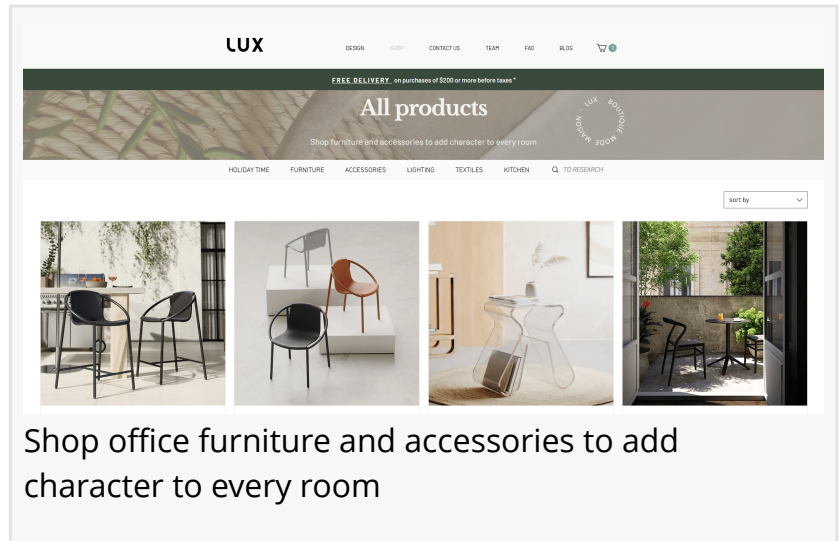 LUX
DESIGN SHOP CONTACT US TEAM FAQ BLOG 1
FREE DELIVERY on purchases of $200 or more before taxes *
All products
LUX · BOUTIQUE MODE MAISON ·
Shop furniture and accessories to add character to every room
HOLIDAY TIME FURNITURE ACCESSORIES LIGHTING TEXTILES KITCHEN TO RESEARCH
sort by
Shop office furniture and accessories to add
character to every room